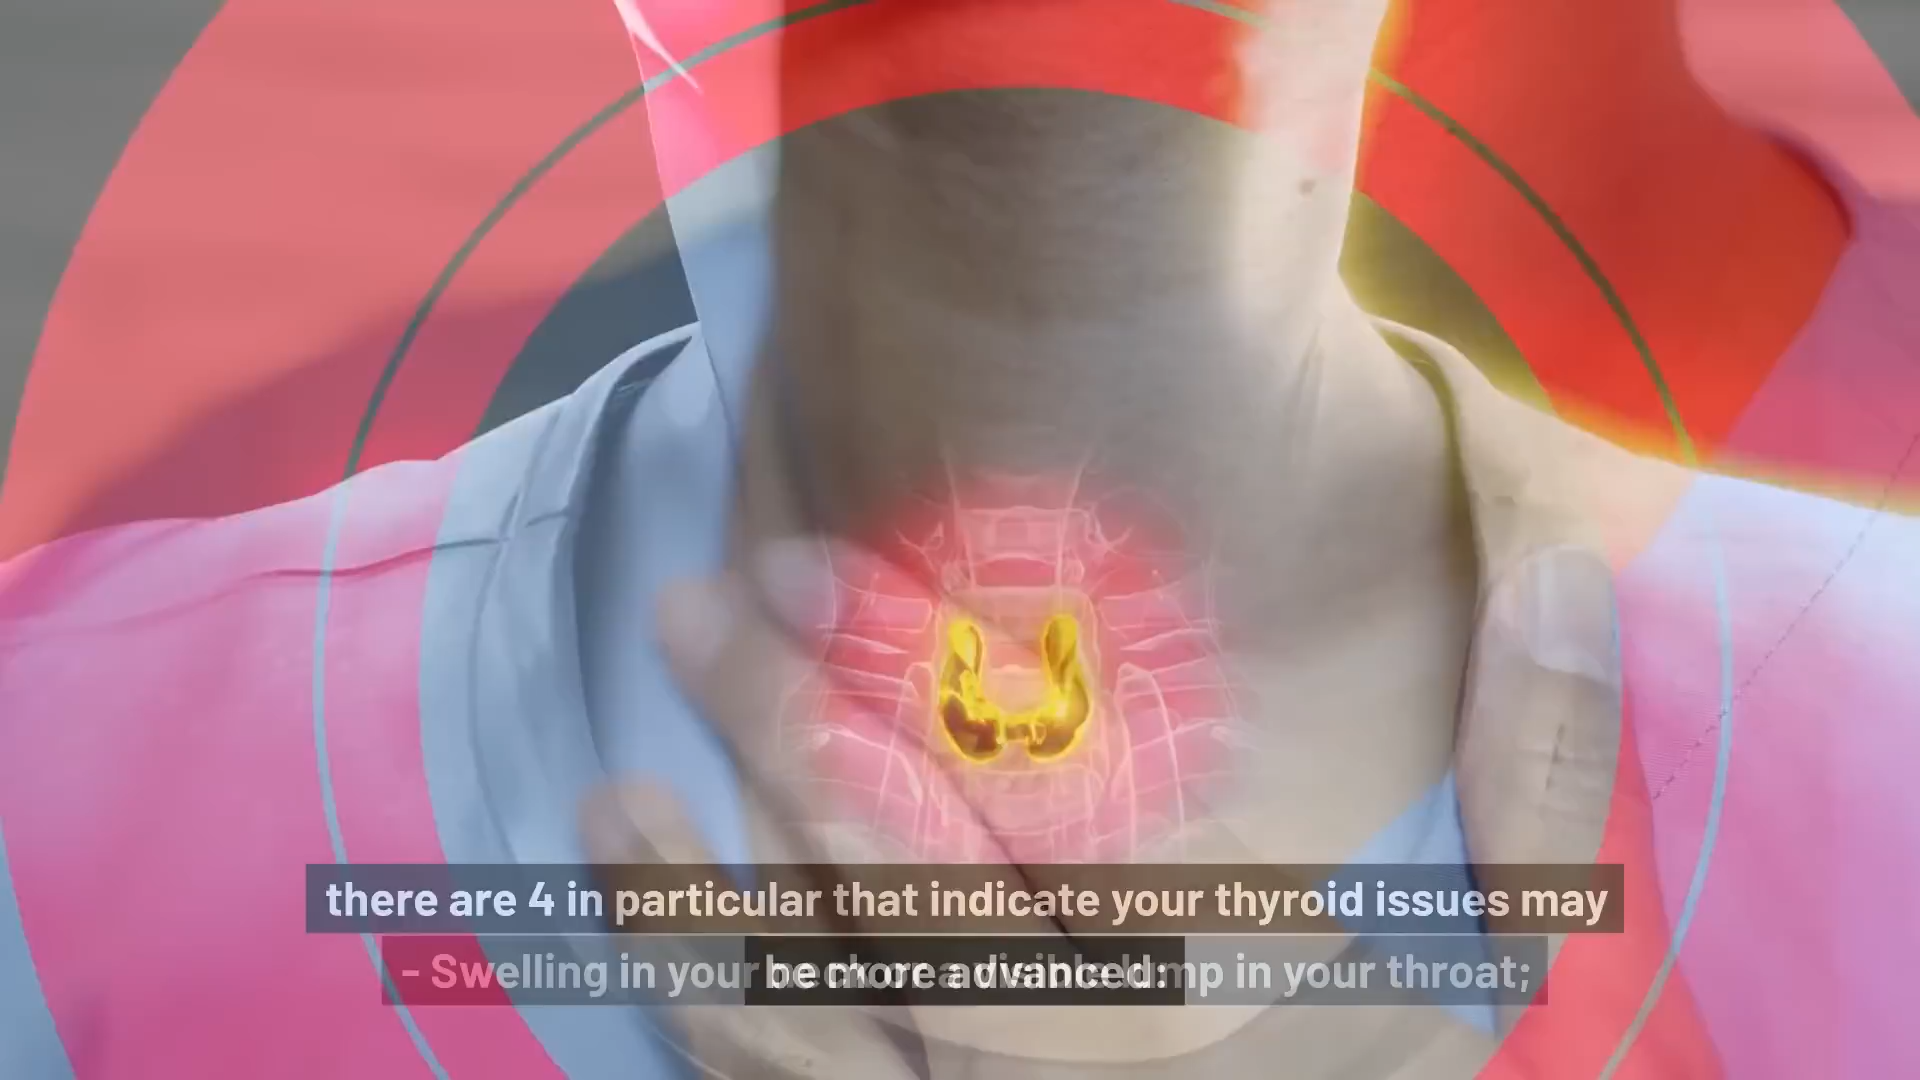 there are 4 in particular that indicate your thyroid issues may
be more advanced:
- Swelling in your in your throat;